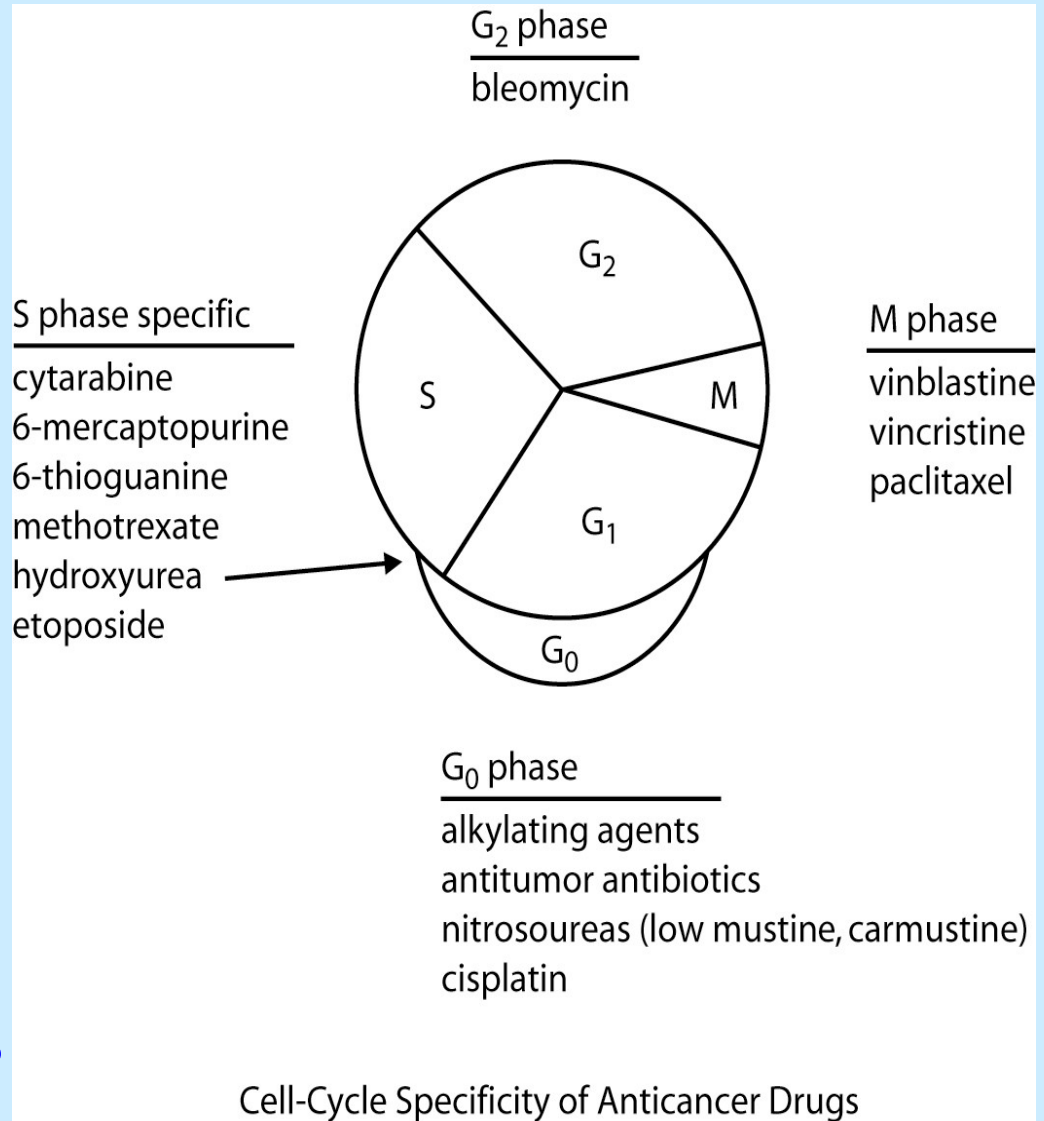 G₂ phase
bleomycin
G₂
S phase specific
cytarabine
6-mercaptopurine
6-thioguanine
methotrexate
hydroxyurea
etoposide
S
M
M phase
vinblastine
vincristine
paclitaxel
G₁
G₀
G₀ phase
alkylating agents
antitumor antibiotics
nitrosoureas (low mustine, carmustine)
cisplatin
Cell-Cycle Specificity of Anticancer Drugs